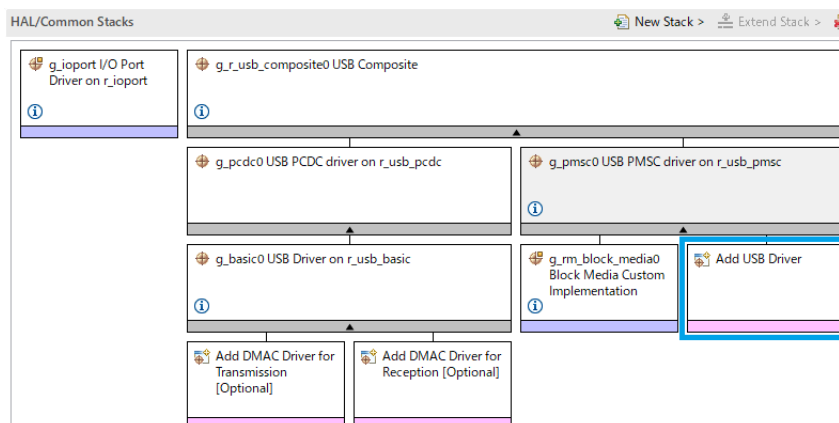 HAL/Common Stacks
New Stack >
Extend Stack >
g_ioport I/O Port
Driver on r_ioport
g_r_usb_composite0 USB Composite
g_pcdc0 USB PCDC driver on r_usb_pcdc
g_pmsc0 USB PMSC driver on r_usb_pmsc
g_basic0 USB Driver on r_usb_basic
g_rm_block_media0
Block Media Custom
Implementation
Add USB Driver
Add DMAC Driver for
Transmission
[Optional]
Add DMAC Driver for
Reception [Optional]